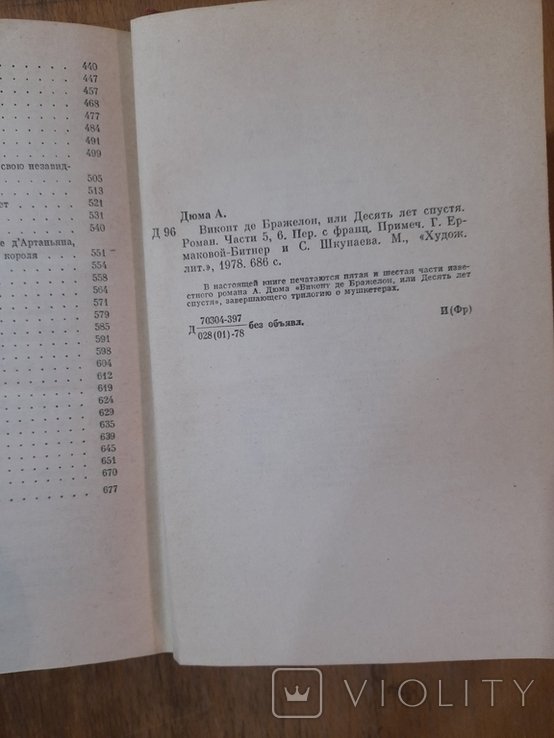 440
447
457
468
477
484
491
499
свою незавид-
505
513
ет 521
531
540
е д'Артаньяна,
короля 551
554
564
571
579
585
591
598
604
612
619
624
629
635
639
645
651
670
677
Дюма А.
Д 96 Виконт де Бражелон, или Десять лет спустя.
Роман. Части 5, 6. Пер. с франц. Примеч. Г. Ер-
маковой-Битнер и С. Шкунаева. М., «Худож.
лит.», 1978. 686 с.
В настоящей книге печатаются пятая и шестая части изве-
стного романа А. Дюма «Виконт де Бражелон, или Десять лет
спустя», завершающего трилогию о мушкетерах.
Д 70304-397
028(01)-78 без объявл.
И(Фр)
VIOLITY